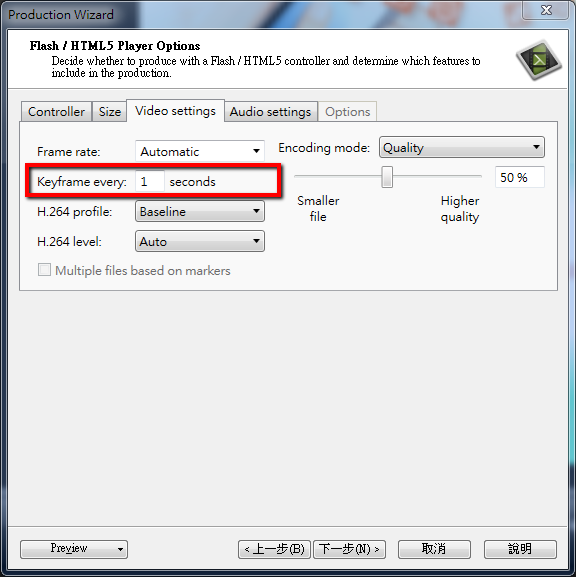 Production Wizard
Flash / HTML5 Player Options
Decide whether to produce with a Flash / HTML5 controller and determine which features to
include in the production.
Controller Size Video settings Audio settings Options
Frame rate: Automatic Encoding mode: Quality
Keyframe every: 1 seconds 50 %
Smaller file Higher quality
H.264 profile: Baseline
H.264 level: Auto
Multiple files based on markers
Preview < 上一步(B) 下一步(N) > 取消 說明